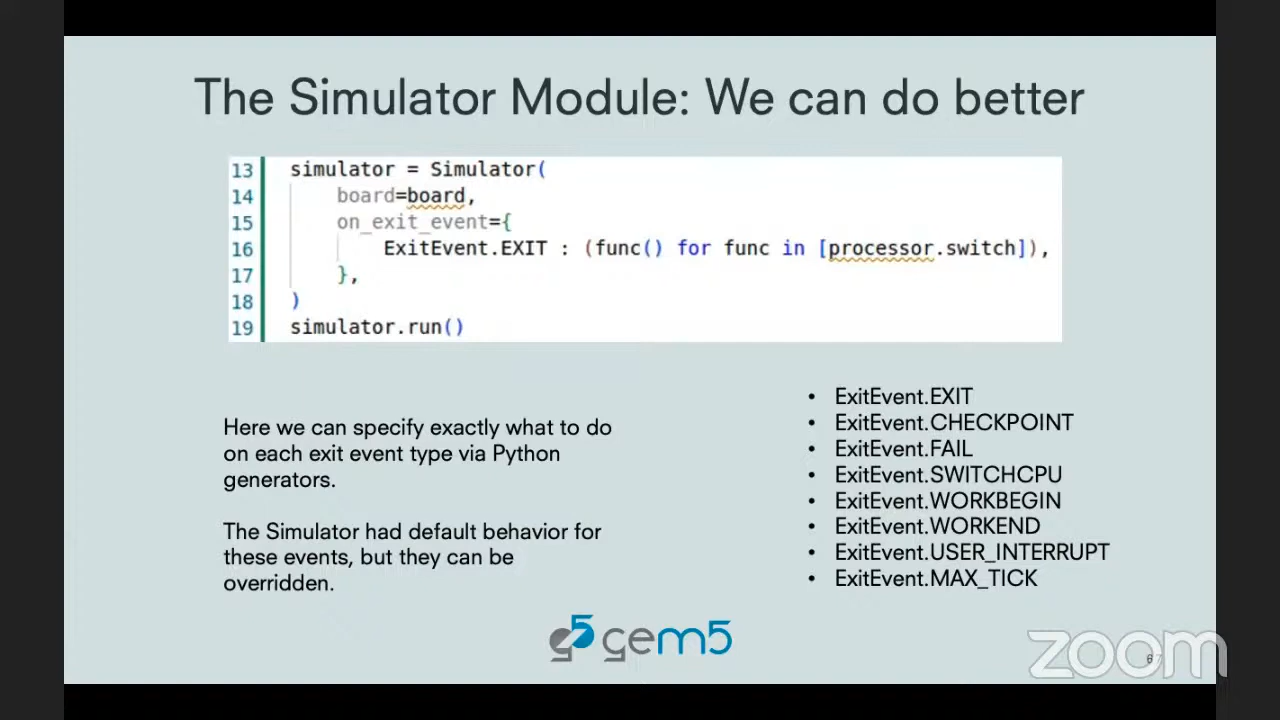 The Simulator Module: We can do better
13 simulator = Simulator(
14 board=board,
15 on_exit_event={
16 ExitEvent.EXIT : (func() for func in [processor.switch]),
17 },
18 )
19 simulator.run()
Here we can specify exactly what to do
on each exit event type via Python
generators.
The Simulator had default behavior for
these events, but they can be
overridden.
• ExitEvent.EXIT
• ExitEvent.CHECKPOINT
• ExitEvent.FAIL
• ExitEvent.SWITCHCPU
• ExitEvent.WORKBEGIN
• ExitEvent.WORKEND
• ExitEvent.USER_INTERRUPT
• ExitEvent.MAX_TICK
g5 gem5
zoom